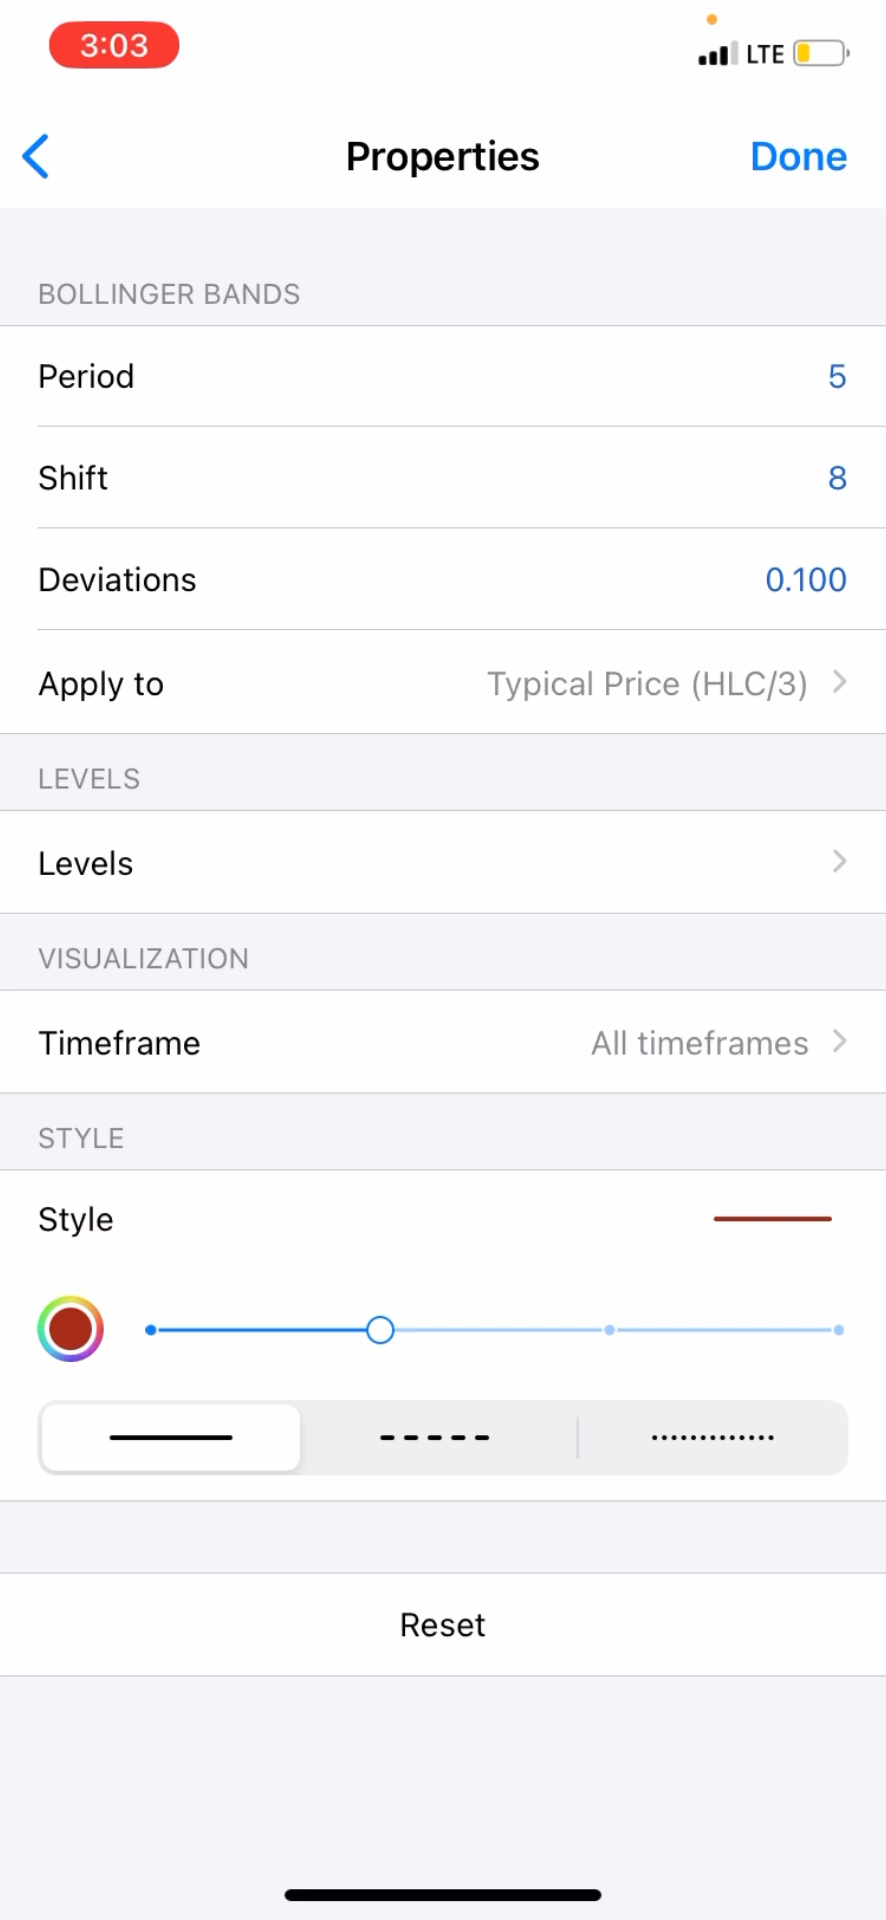 3:03
LTE
Properties
Done
BOLLINGER BANDS
Period
5
Shift
8
Deviations
0.100
Apply to
Typical Price (HLC/3)
LEVELS
Levels
VISUALIZATION
Timeframe
All timeframes
STYLE
Style
Reset